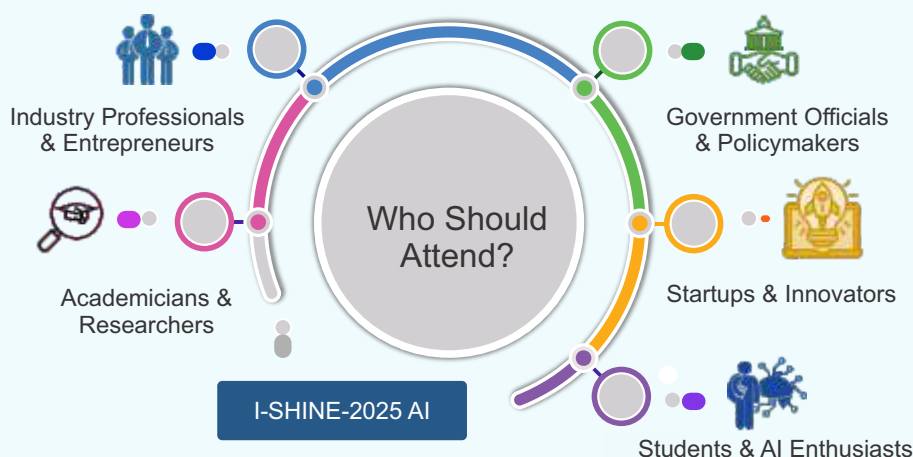 Industry Professionals
& Entrepreneurs
Government Officials
& Policymakers
Who Should
Attend?
Academicians &
Researchers
Startups & Innovators
I-SHINE-2025 AI
Students & AI Enthusiasts